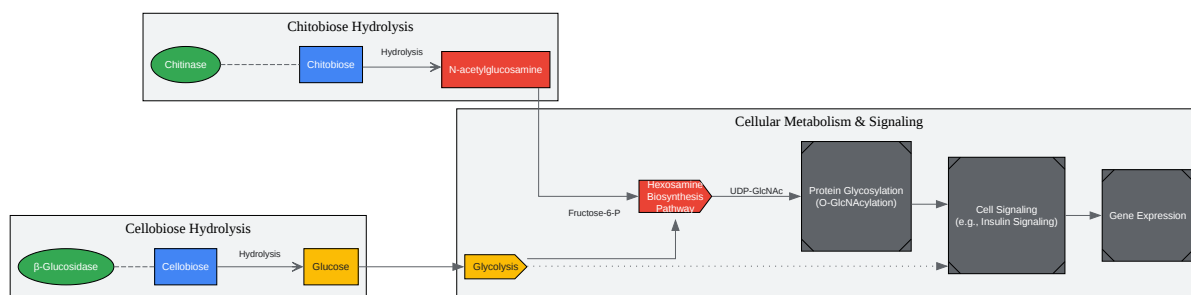 Chitobiose Hydrolysis
Chitinase
Chitobiose
Hydrolysis
N-acetylglucosamine
Cellular Metabolism & Signaling
Hexosamine
Biosynthesis
Pathway
UDP-GlcNAc
Protein Glycosylation
(O-GlcNAcylation)
Cell Signaling
(e.g., Insulin Signaling)
Gene Expression
Fructose-6-P
Cellobiose Hydrolysis
β-Glucosidase
Cellobiose
Hydrolysis
Glucose
Glycolysis